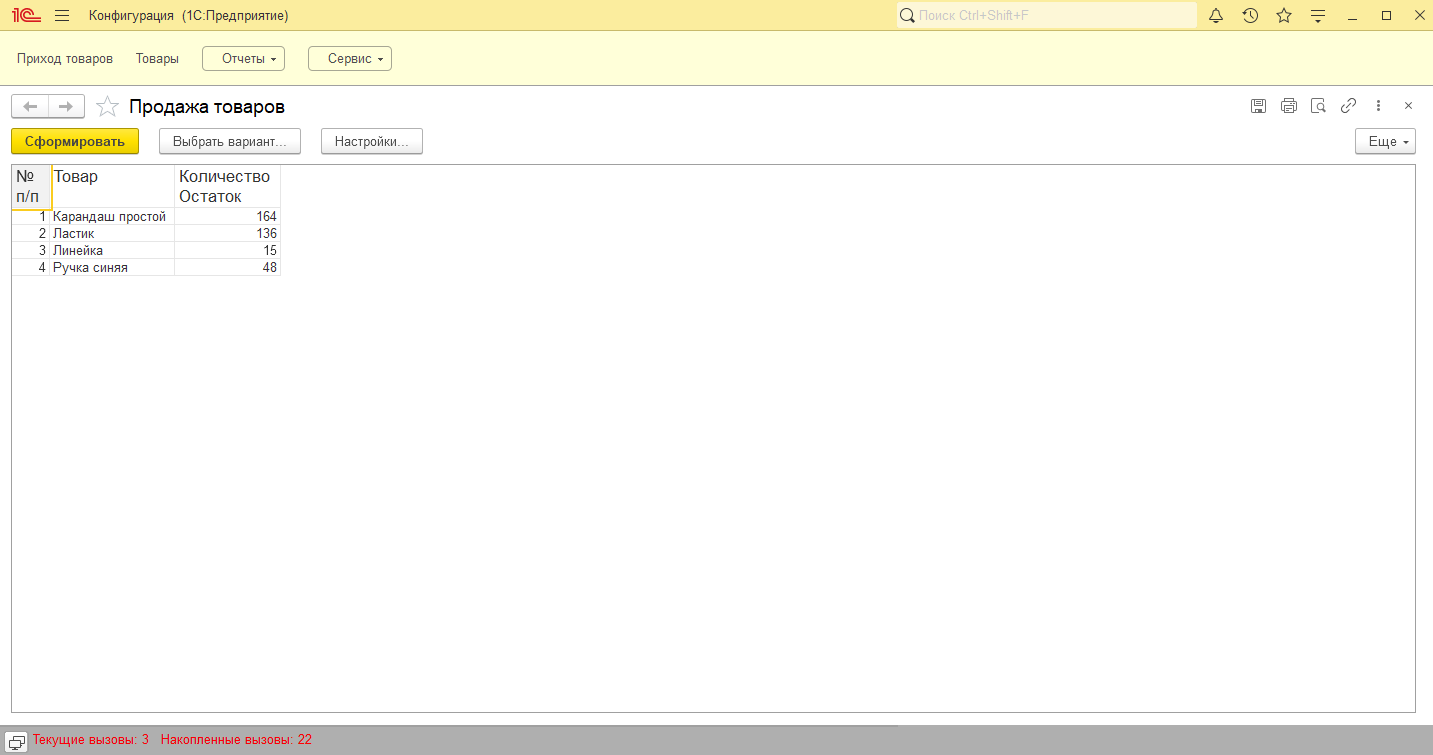 1С Конфигурация (1С:Предприятие) Поиск Ctrl+Shift+F
Приход товаров Товары Отчеты Сервис
Продажа товаров
Сформировать Выбрать вариант... Настройки... Еще
№ п/п Товар Количество Остаток
1 Карандаш простой 164
2 Ластик 136
3 Линейка 15
4 Ручка синяя 48
Текущие вызовы: 3 Накопленные вызовы: 22